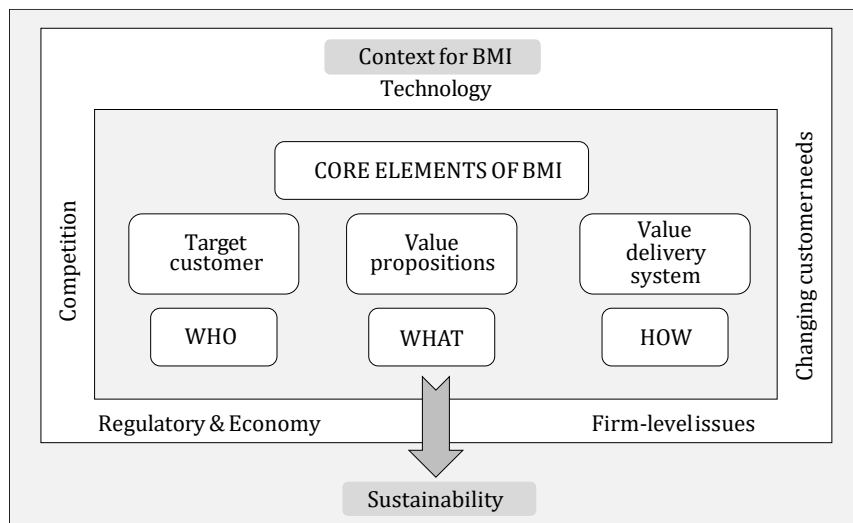 Context for BMI
Technology
Competition
Changing customer needs
CORE ELEMENTS OF BMI
Target
customer
Value
propositions
Value
delivery
system
WHO
WHAT
HOW
Regulatory & Economy
Firm-level issues
Sustainability